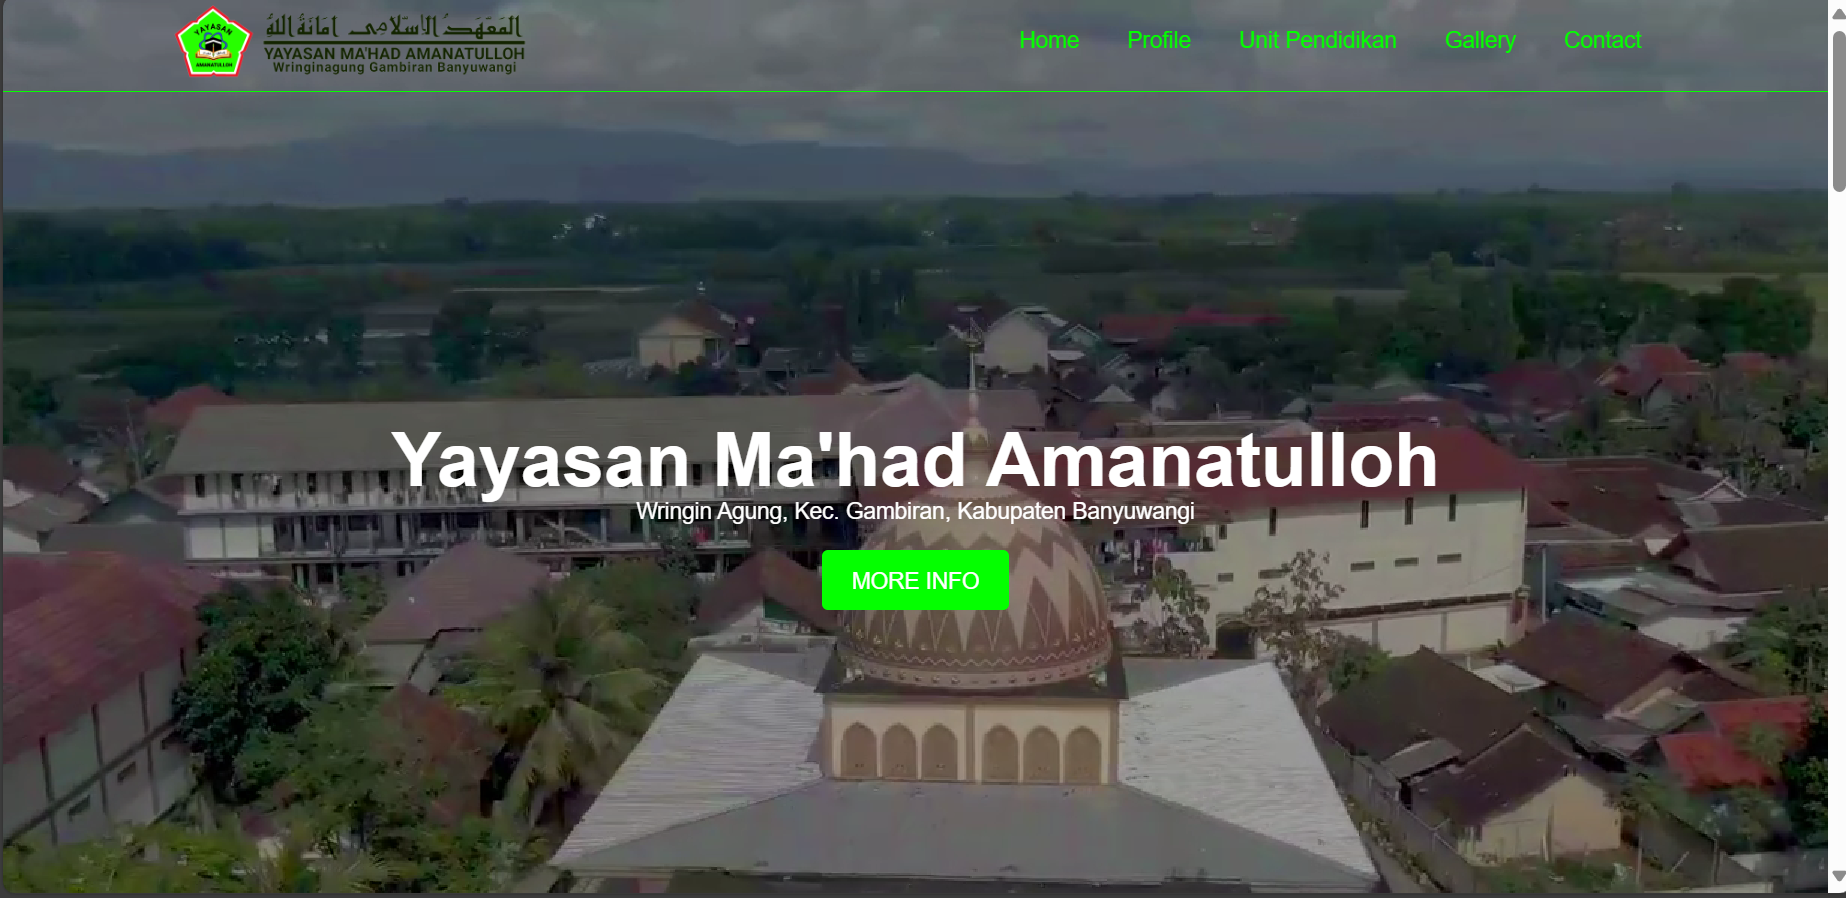 YAYASAN
AMANATULLOH
المعهد الاسلامى امانة الله
YAYASAN MA'HAD AMANATULLOH
Wringinagung Gambiran Banyuwangi
Home Profile Unit Pendidikan Gallery Contact
Yayasan Ma'had Amanatulloh
Wringin Agung, Kec. Gambiran, Kabupaten Banyuwangi
MORE INFO